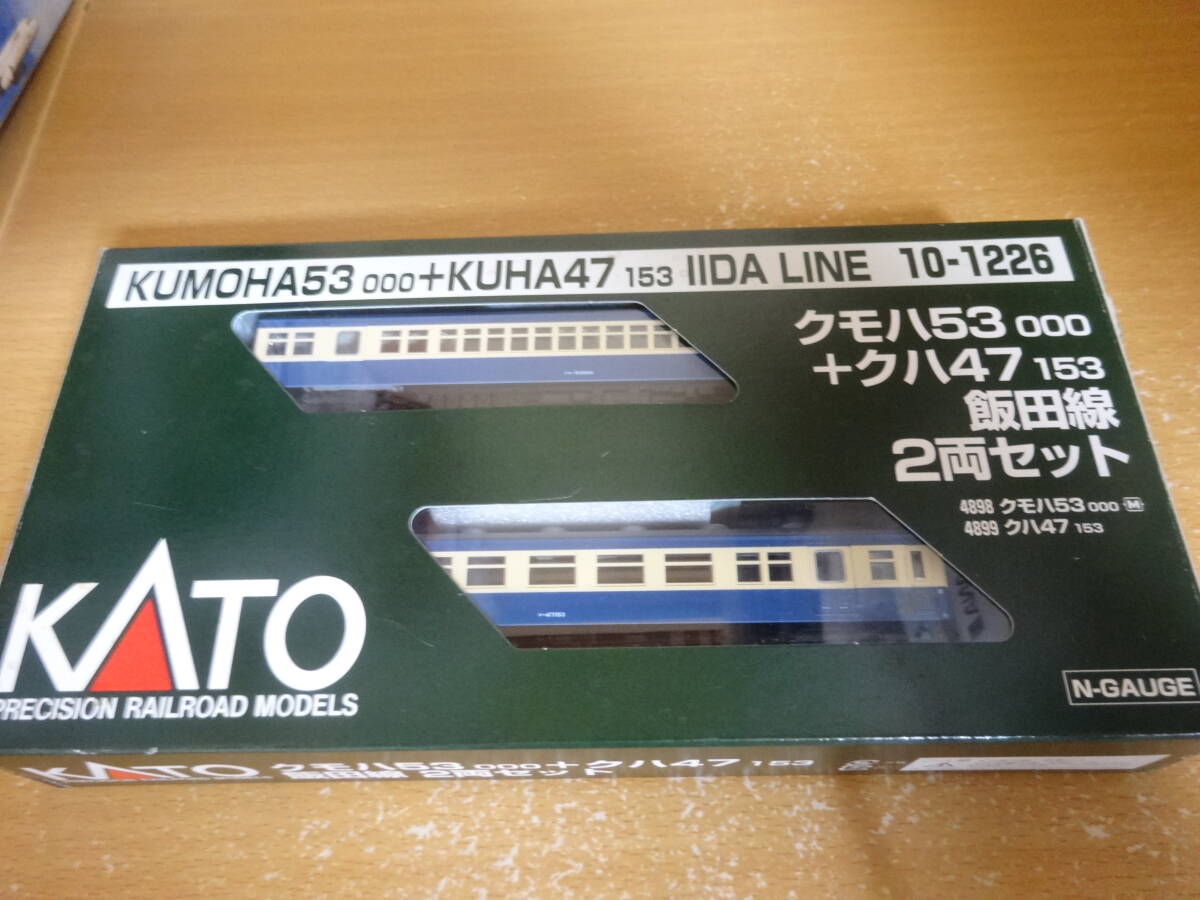 KUMOHA53 000+KUHA47 153 IIDA LINE 10-1226
クモハ53 000
+クハ47 153
飯田線
2両セット
4898 クモハ53 000 M
4899 クハ47 153
KATO
PRECISION RAILROAD MODELS
N-GAUGE
KATO クモハ53 000+クハ47 153
飯田線 2両セット